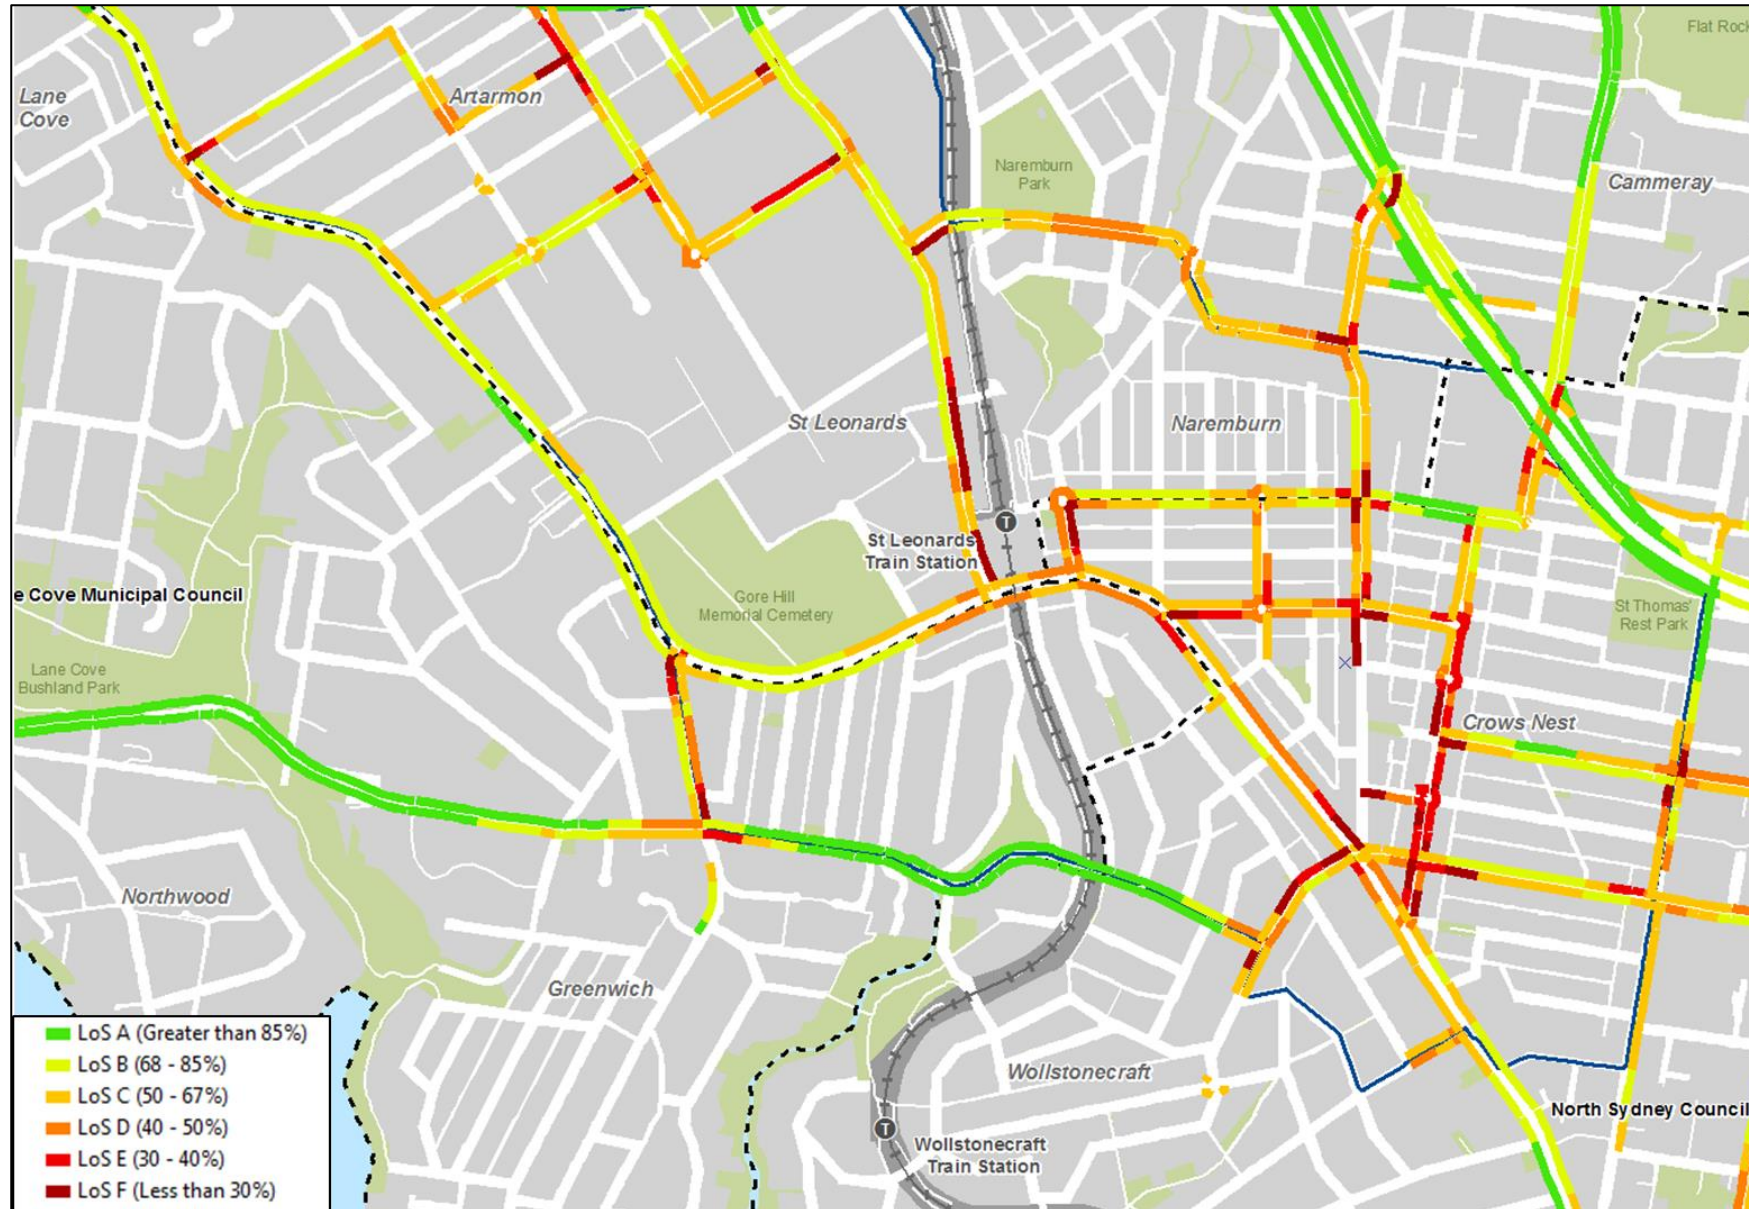 Flat Rock
Lane
Cove
Artarmon
Naremburn
Park
Cammeray
St Leonards
Naremburn
T
St Leonards
Train Station
e Cove Municipal Council
Gore Hill
Memorial Cemetery
St Thomas'
Rest Park
Lane Cove
Bushland Park
Crows Nest
Northwood
Greenwich
LoS A (Greater than 85%)
LoS B (68 - 85%)
LoS C (50 - 67%)
LoS D (40 - 50%)
LoS E (30 - 40%)
LoS F (Less than 30%)
Wollstonecraft
North Sydney Council
T
Wollstonecraft
Train Station